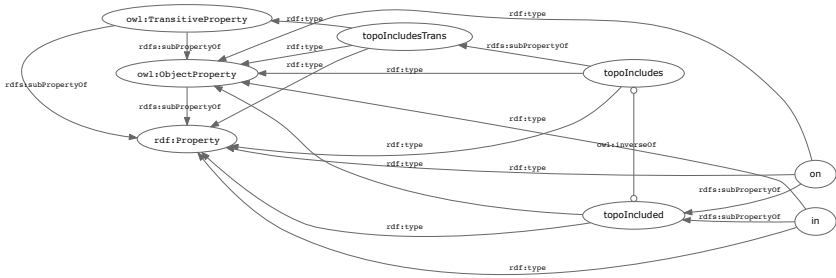 rdf:type
owl:TransitiveProperty
rdf:type
topoIncludesTrans
rdfs:subPropertyOf
rdf:type
rdfs:subPropertyOf
rdf:type
owl:ObjectProperty
rdf:type
topoIncludes
rdfs:subPropertyOf
rdfs:subPropertyOf
rdf:type
rdf:Property
owl:inverseOf
rdf:type
rdf:type
on
rdfs:subPropertyOf
topoIncluded
rdfs:subPropertyOf
in
rdf:type
rdf:type